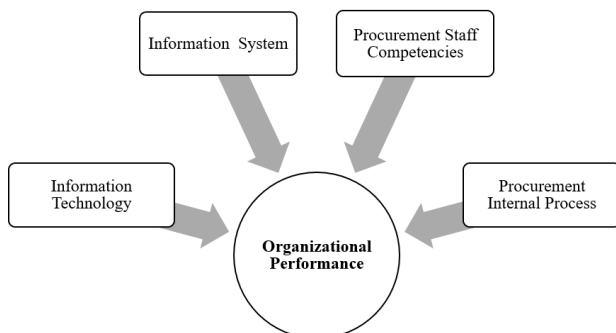 Information System
Procurement Staff
Competencies
Information
Technology
Procurement
Internal Process
Organizational
Performance